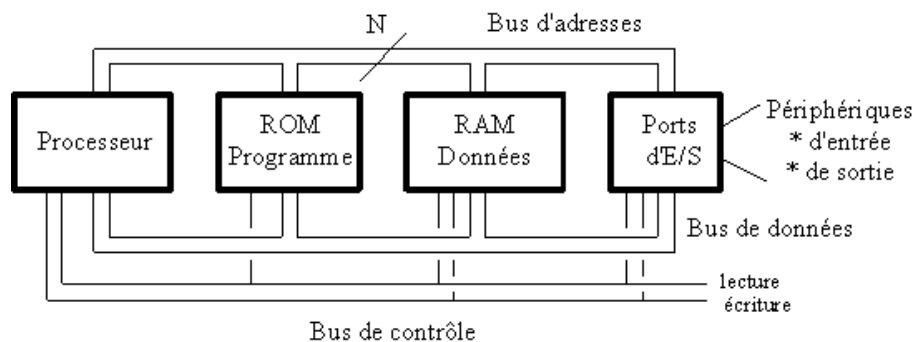 N
Bus d'adresses
Processeur
ROM
Programme
RAM
Données
Ports
d'E/S
Périphériques
* d'entrée
* de sortie
Bus de données
lecture
écriture
Bus de contrôle